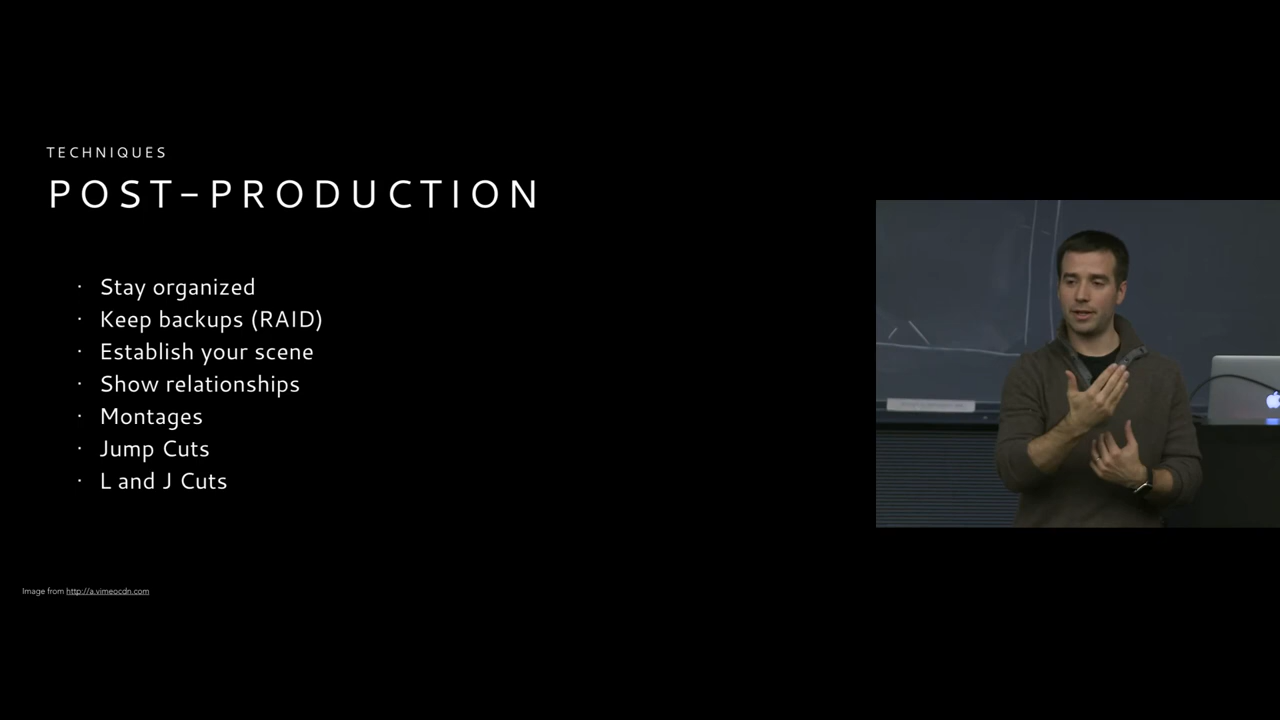 TECHNIQUES
POST-PRODUCTION
· Stay organized
· Keep backups (RAID)
· Establish your scene
· Show relationships
· Montages
· Jump Cuts
· L and J Cuts
Image from http://a.vimeocdn.com